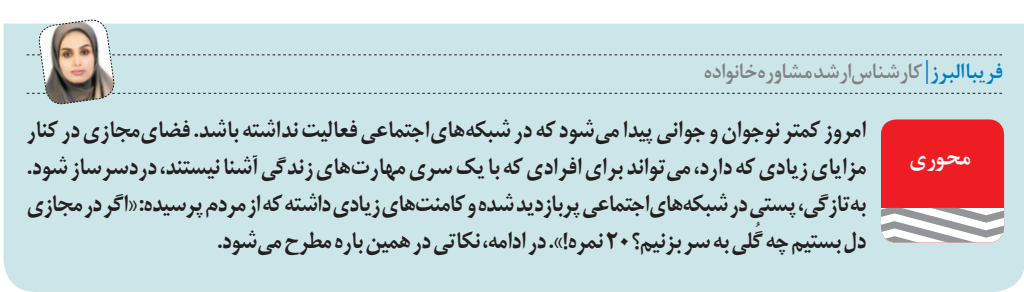 فریبا البرز | کارشناس ارشد مشاوره خانواده
محوری
امروز کمتر نوجوان و جوانی پیدا می‌شود که در شبکه‌های اجتماعی فعالیت نداشته باشد. فضای مجازی در کنار
مزایای زیادی که دارد، می‌تواند برای افرادی که با یک سری مهارت‌های زندگی آشنا نیستند، دردسرساز شود.
به‌تازگی، پستی در شبکه‌های اجتماعی پربازدید شده و کامنت‌های زیادی داشته که از مردم پرسیده:«اگر در مجازی
دل بستیم چه گُلی به سر بزنیم؟ ۲۰ نمره!». در ادامه، نکاتی در همین باره مطرح می‌شود.